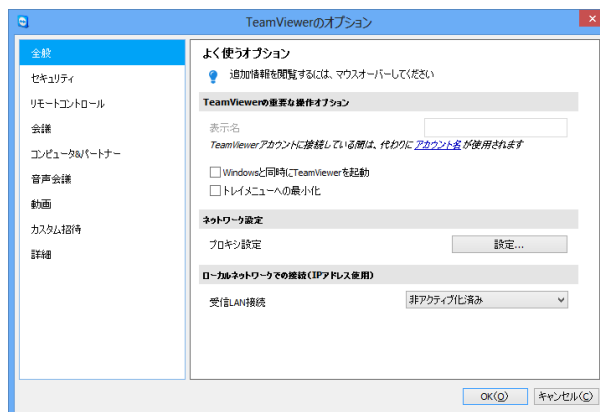 TeamViewerのオプション
全般
セキュリティ
リモートコントロール
会議
コンピュータ&パートナー
音声会議
動画
カスタム招待
詳細
よく使うオプション
追加情報を閲覧するには、マウスオーバーしてください
TeamViewerの重要な操作オプション
表示名
TeamViewerアカウントに接続している間は、代わりに アカウント名 が使用されます
Windowsと同時にTeamViewerを起動
トレイメニューへの最小化
ネットワーク設定
プロキシ設定
設定...
ローカルネットワークでの接続(IPアドレス使用)
受信LAN接続
非アクティブ化済み
OK(O)
キャンセル(C)